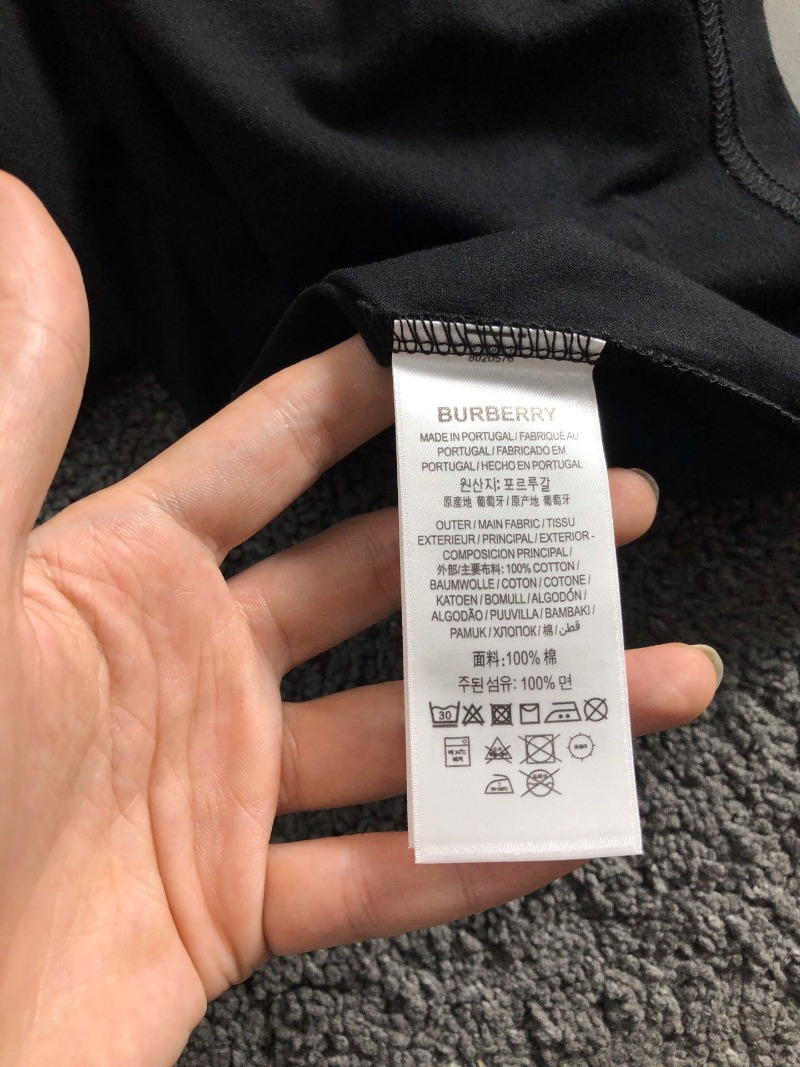 8020576
BURBERRY
MADE IN PORTUGAL / FABRIQUÉ AU
PORTUGAL / FABRICADO EM
PORTUGAL / HECHO EN PORTUGAL
원산지: 포르투갈
原産地 葡萄牙 / 原产地 葡萄牙
OUTER / MAIN FABRIC / TISSU
EXTERIEUR / PRINCIPAL / EXTERIOR -
COMPOSICION PRINCIPAL /
外部/主要布料: 100% COTTON /
BAUMWOLLE / COTON / COTONE /
KATOEN / BOMULL / ALGODÓN /
ALGODÃO / PUUVILLA / BAMBAKI /
PAMUK / ХЛОПОК / 棉 / قطن
面料:100% 棉
주된 섬유: 100% 면
30